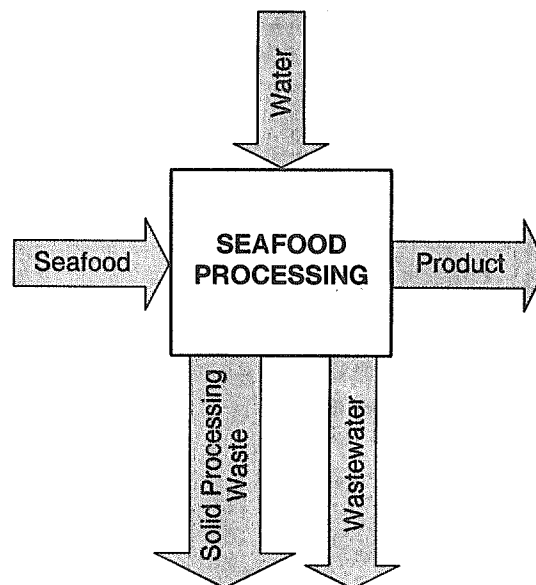 Water
Seafood
SEAFOOD
PROCESSING
Product
Solid Processing
Waste
Wastewater